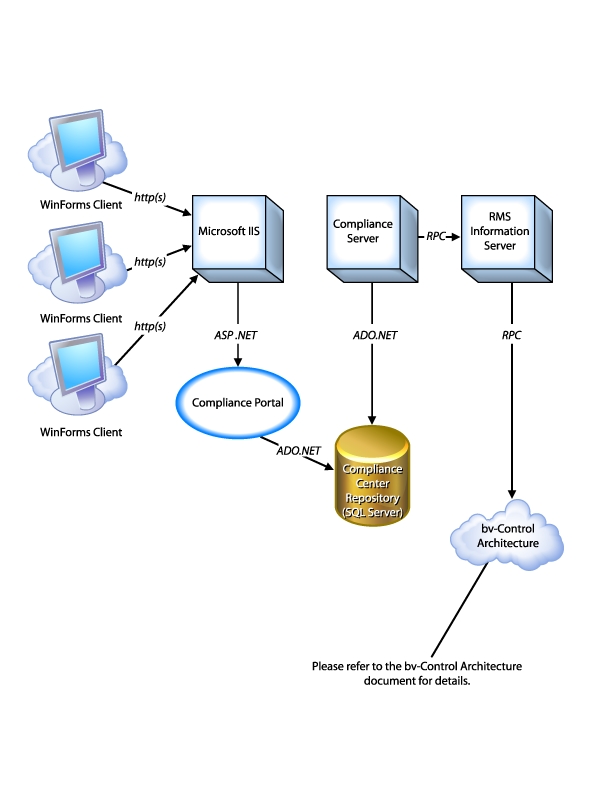 WinForms Client
http(s)
WinForms Client
http(s)
WinForms Client
http(s)
Microsoft IIS
ASP .NET
Compliance Portal
ADO.NET
Compliance
Server
RPC
RMS
Information
Server
ADO.NET
RPC
Compliance
Center
Repository
(SQL Server)
bv-Control
Architecture
Please refer to the bv-Control Architecture
document for details.